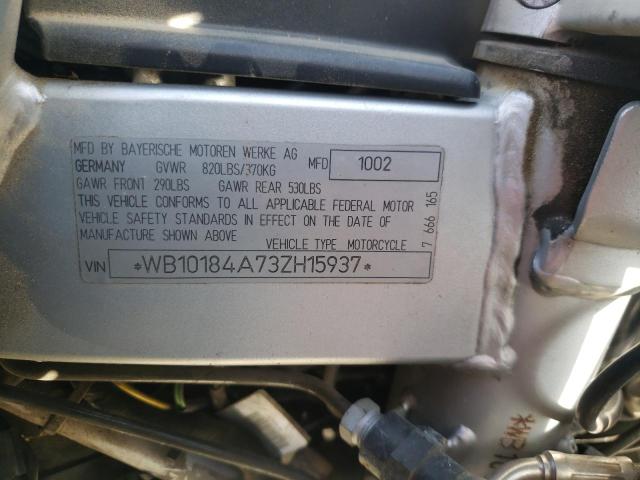 MFD BY BAYERISCHE MOTOREN WERKE AG
GERMANY GVWR 820LBS/370KG MFD 1002
GAWR FRONT 290LBS GAWR REAR 530LBS
THIS VEHICLE CONFORMS TO ALL APPLICABLE FEDERAL MOTOR
VEHICLE SAFETY STANDARDS IN EFFECT ON THE DATE OF
MANUFACTURE SHOWN ABOVE VEHICLE TYPE MOTORCYCLE
7 666 165
VIN *WB10184A73ZH15937*